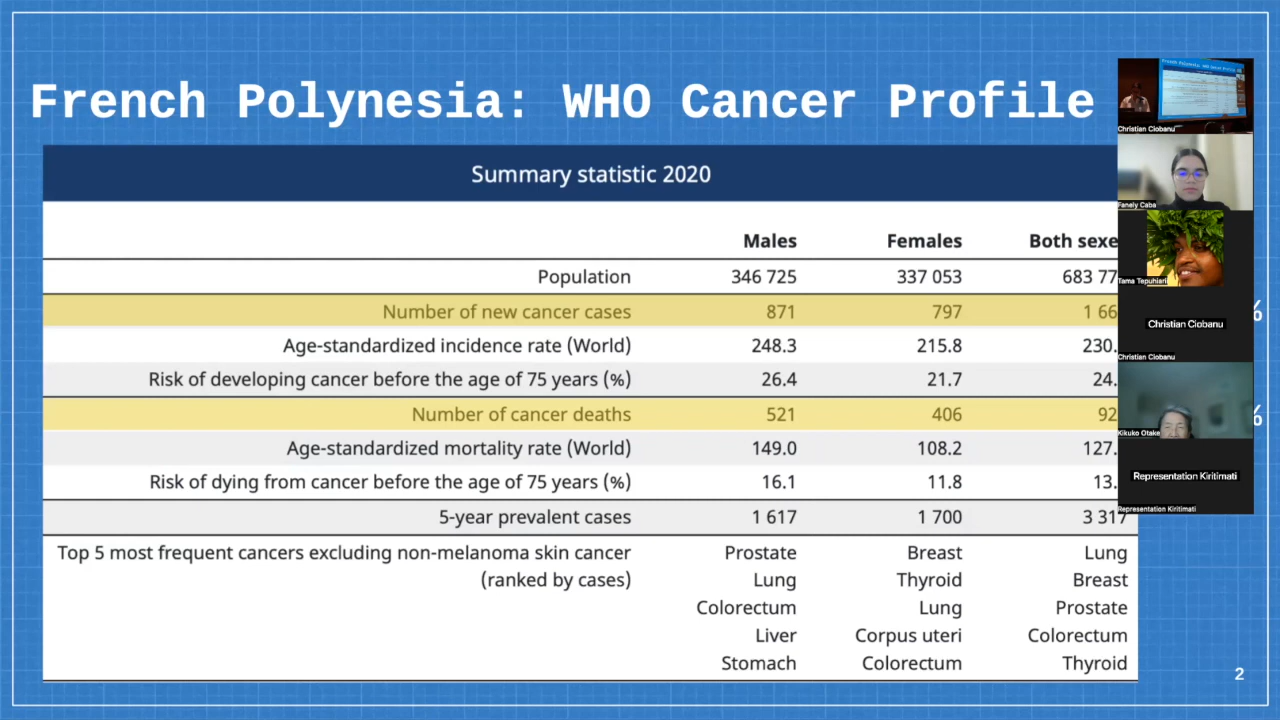 French Polynesia: WHO Cancer Profile
Summary statistic 2020
Males Females Both sexe
Population 346 725 337 053 683 77
Number of new cancer cases 871 797 1 66
%
Age-standardized incidence rate (World) 248.3 215.8 230.
Risk of developing cancer before the age of 75 years (%) 26.4 21.7 24.
Number of cancer deaths 521 406 92
%
Age-standardized mortality rate (World) 149.0 108.2 127.
Risk of dying from cancer before the age of 75 years (%) 16.1 11.8 13.
5-year prevalent cases 1 617 1 700 3 317
Top 5 most frequent cancers excluding non-melanoma skin cancer Prostate Breast Lung
(ranked by cases) Lung Thyroid Breast
Colorectum Lung Prostate
Liver Corpus uteri Colorectum
Stomach Colorectum Thyroid
2
Christian Ciobanu
Fanely Caba
Tama Tepuhiari
Christian Ciobanu
Christian Ciobanu
Kikuko Otake
Representation Kiritimati
Representation Kiritimati